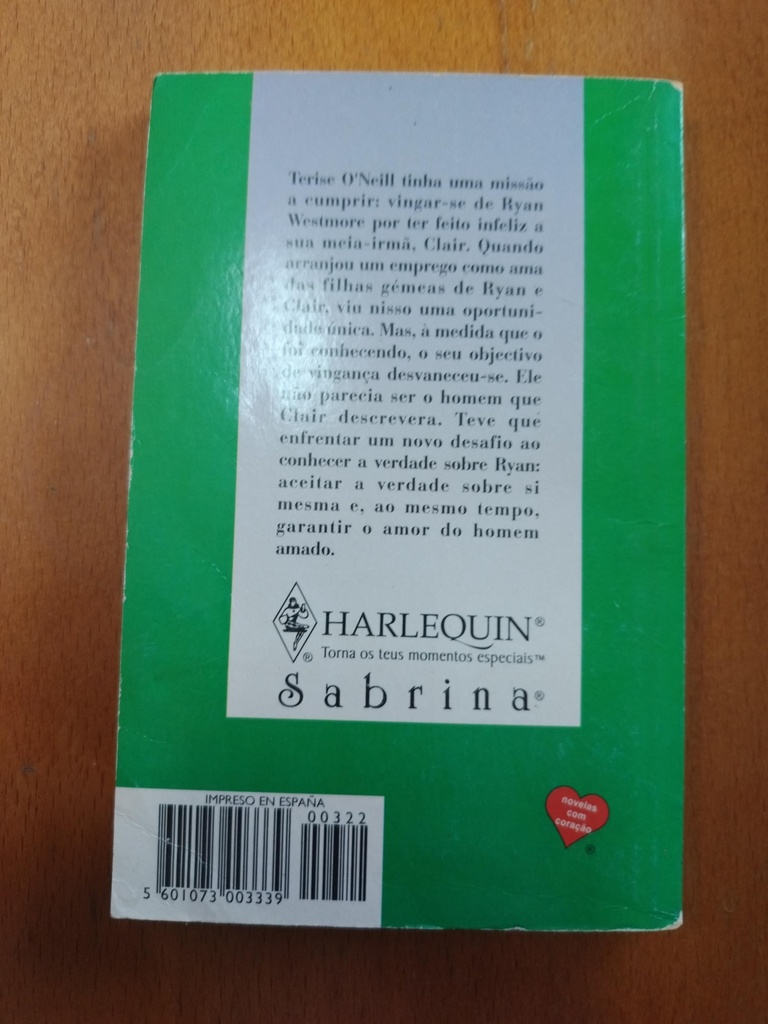 Terise O'Neill tinha uma missão
a cumprir: vingar-se de Ryan
Westmore por ter feito infeliz a
sua meia-irmã, Clair. Quando
arranjou um emprego como ama
das filhas gémeas de Ryan e
Clair, viu nisso uma oportuni-
dade única. Mas, à medida que o
foi conhecendo, o seu objectivo
de vingança desvaneceu-se. Ele
não parecia ser o homem que
Clair descrevera. Teve que
enfrentar um novo desafio ao
conhecer a verdade sobre Ryan:
aceitar a verdade sobre si
mesma e, ao mesmo tempo,
garantir o amor do homem
amado.
HARLEQUIN®
® Torna os teus momentos especiais™
Sabrina®
IMPRESO EN ESPAÑA
00322
5 601073 003339
novelas
com
coração
®